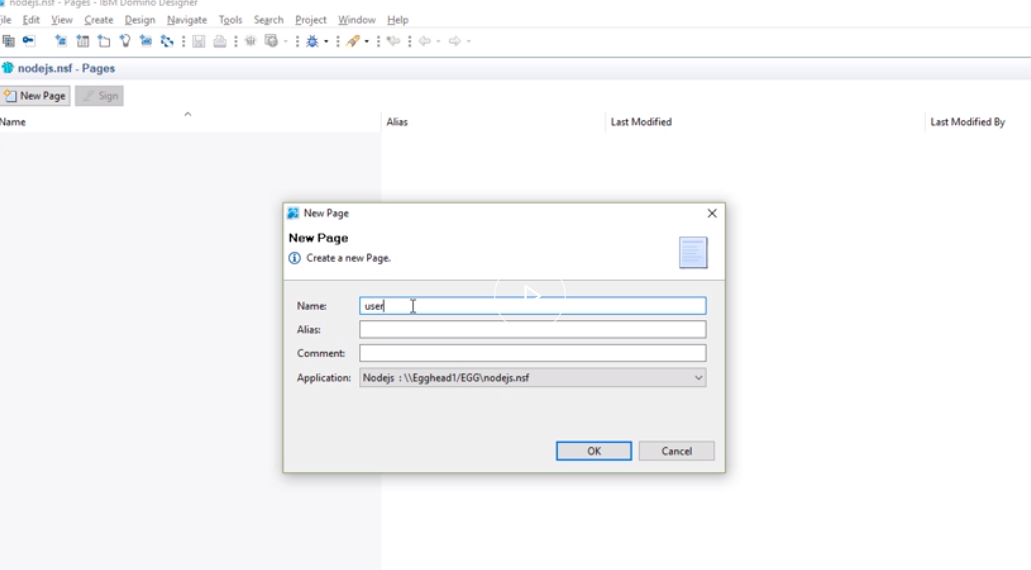 nodejs.nsf - Pages - IBM Domino Designer
ile Edit View Create Design Navigate Tools Search Project Window Help
nodejs.nsf - Pages
New Page Sign
Name Alias Last Modified Last Modified By
New Page
New Page
Create a new Page.
Name: user
Alias:
Comment:
Application: Nodejs : \\Egghead1/EGG\nodejs.nsf
OK Cancel